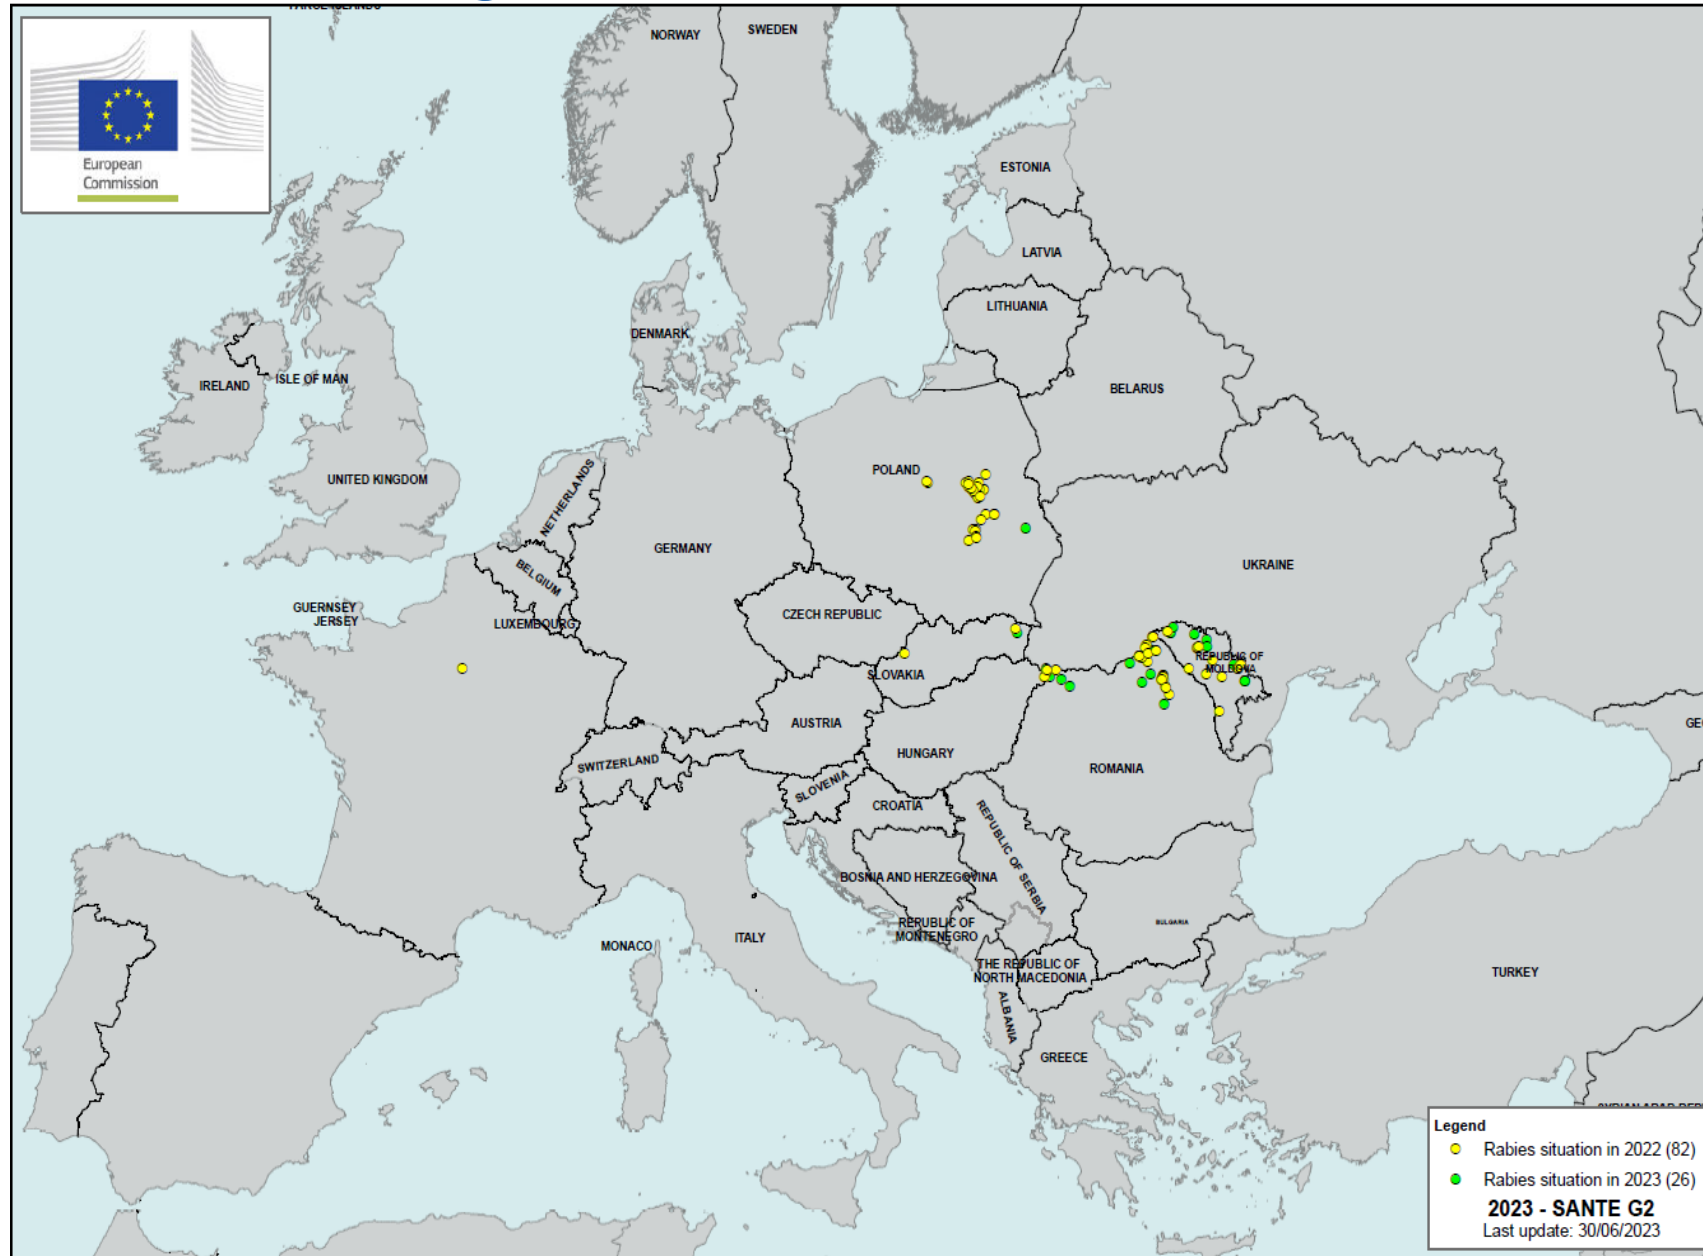 NORWAY
SWEDEN
European
Commission
ESTONIA
LATVIA
LITHUANIA
DENMARK
IRELAND
ISLE OF MAN
BELARUS
UNITED KINGDOM
NETHERLANDS
POLAND
GERMANY
BELGIUM
UKRAINE
GUERNSEY
JERSEY
LUXEMBOURG
CZECH REPUBLIC
SLOVAKIA
REPUBLIC OF
MOLDOVA
AUSTRIA
HUNGARY
SWITZERLAND
ROMANIA
SLOVENIA
CROATIA
REPUBLIC OF SERBIA
BOSNIA AND HERZEGOVINA
BULGARIA
REPUBLIC OF
MONTENEGRO
MONACO
ITALY
THE REPUBLIC OF
NORTH MACEDONIA
TURKEY
ALBANIA
GREECE
Legend
Rabies situation in 2022 (82)
Rabies situation in 2023 (26)
2023 - SANTE G2
Last update: 30/06/2023